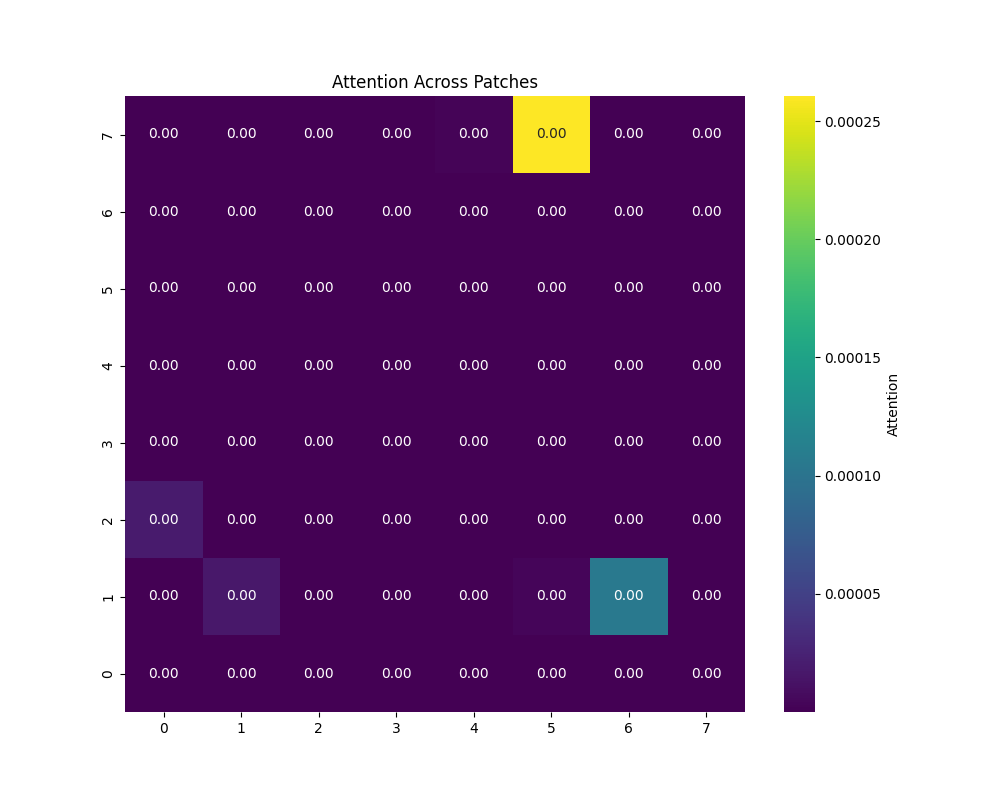 Attention Across Patches
7 0.00 0.00 0.00 0.00 0.00 0.00 0.00 0.00
6 0.00 0.00 0.00 0.00 0.00 0.00 0.00 0.00
5 0.00 0.00 0.00 0.00 0.00 0.00 0.00 0.00
4 0.00 0.00 0.00 0.00 0.00 0.00 0.00 0.00
3 0.00 0.00 0.00 0.00 0.00 0.00 0.00 0.00
2 0.00 0.00 0.00 0.00 0.00 0.00 0.00 0.00
1 0.00 0.00 0.00 0.00 0.00 0.00 0.00 0.00
0 0.00 0.00 0.00 0.00 0.00 0.00 0.00 0.00
0 1 2 3 4 5 6 7
0.00025
0.00020
0.00015
0.00010
0.00005
Attention